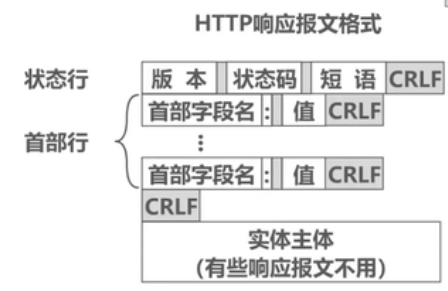 HTTP响应报文格式
状态行 版本 状态码 短语 CRLF
首部字段名 : 值 CRLF
首部行 ⋮
首部字段名 : 值 CRLF
CRLF
实体主体
(有些响应报文不用)